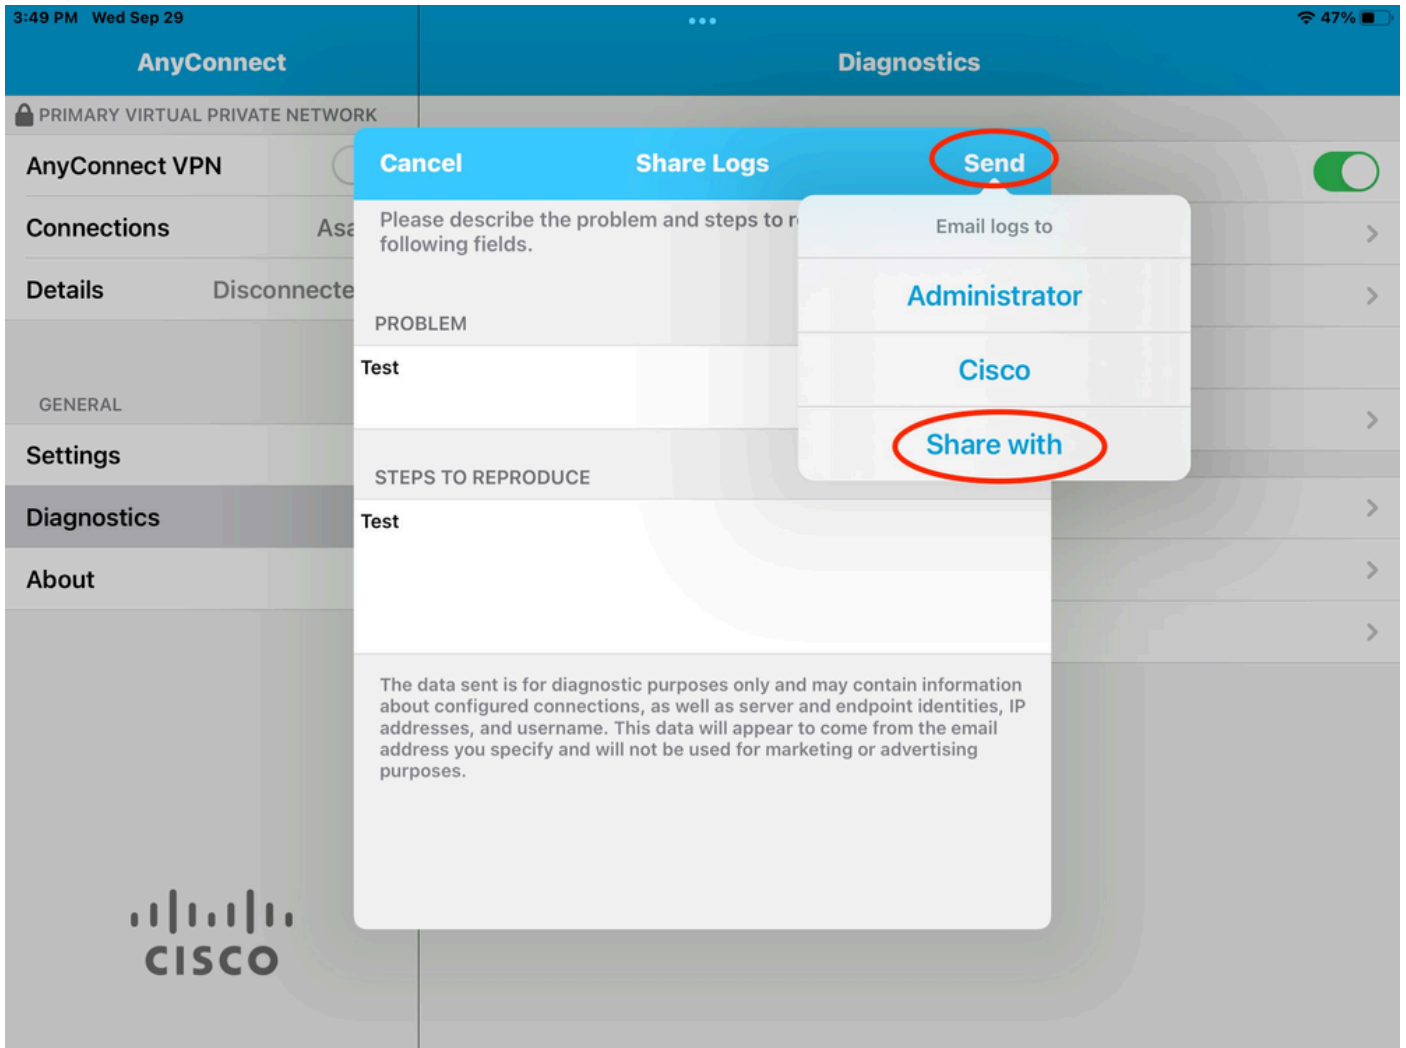 3:49 PM Wed Sep 29
47%
AnyConnect
Diagnostics
PRIMARY VIRTUAL PRIVATE NETWORK
AnyConnect VPN
Connections
Details Disconnecte
GENERAL
Settings
Diagnostics
About
CISCO
Cancel Share Logs Send
Please describe the problem and steps to
following fields.
PROBLEM
Test
STEPS TO REPRODUCE
Test
The data sent is for diagnostic purposes only and may contain information
about configured connections, as well as server and endpoint identities, IP
addresses, and username. This data will appear to come from the email
address you specify and will not be used for marketing or advertising
purposes.
Email logs to
Administrator
Cisco
Share with